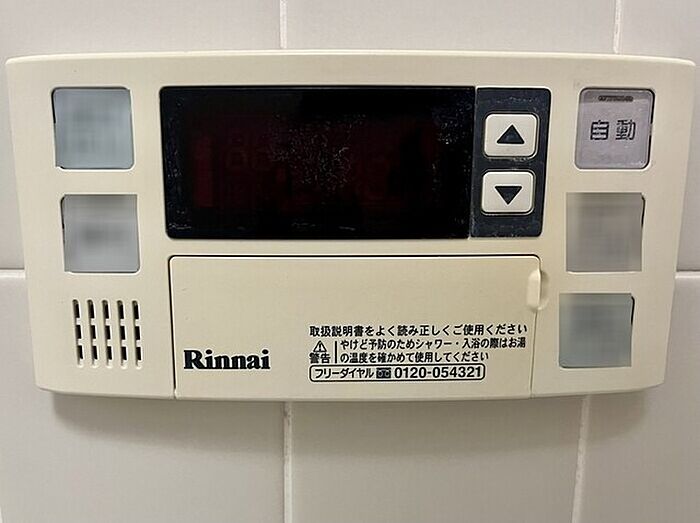 自動
取扱説明書をよく読み正しくご使用ください
警告 やけど予防のためシャワー・入浴の際はお湯
の温度を確かめて使用してください
フリーダイヤル 0120-054321
Rinnai